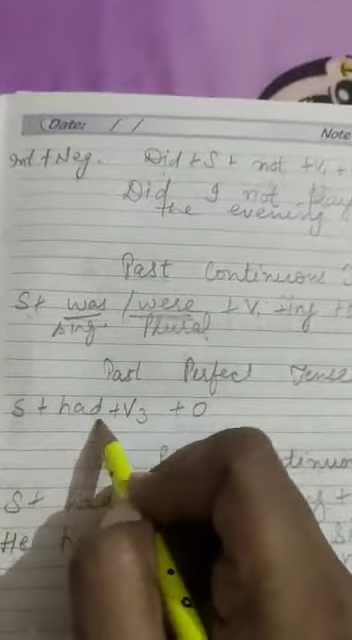 Date: / / Note
Int + Neg. Did + S + not + V₁ +
Did I not play
the evening
Past Continuous
S + was / were + V₁ + ing +
sing. Plural
Past Perfect Tense
S + had + V₃ + O
S +
He